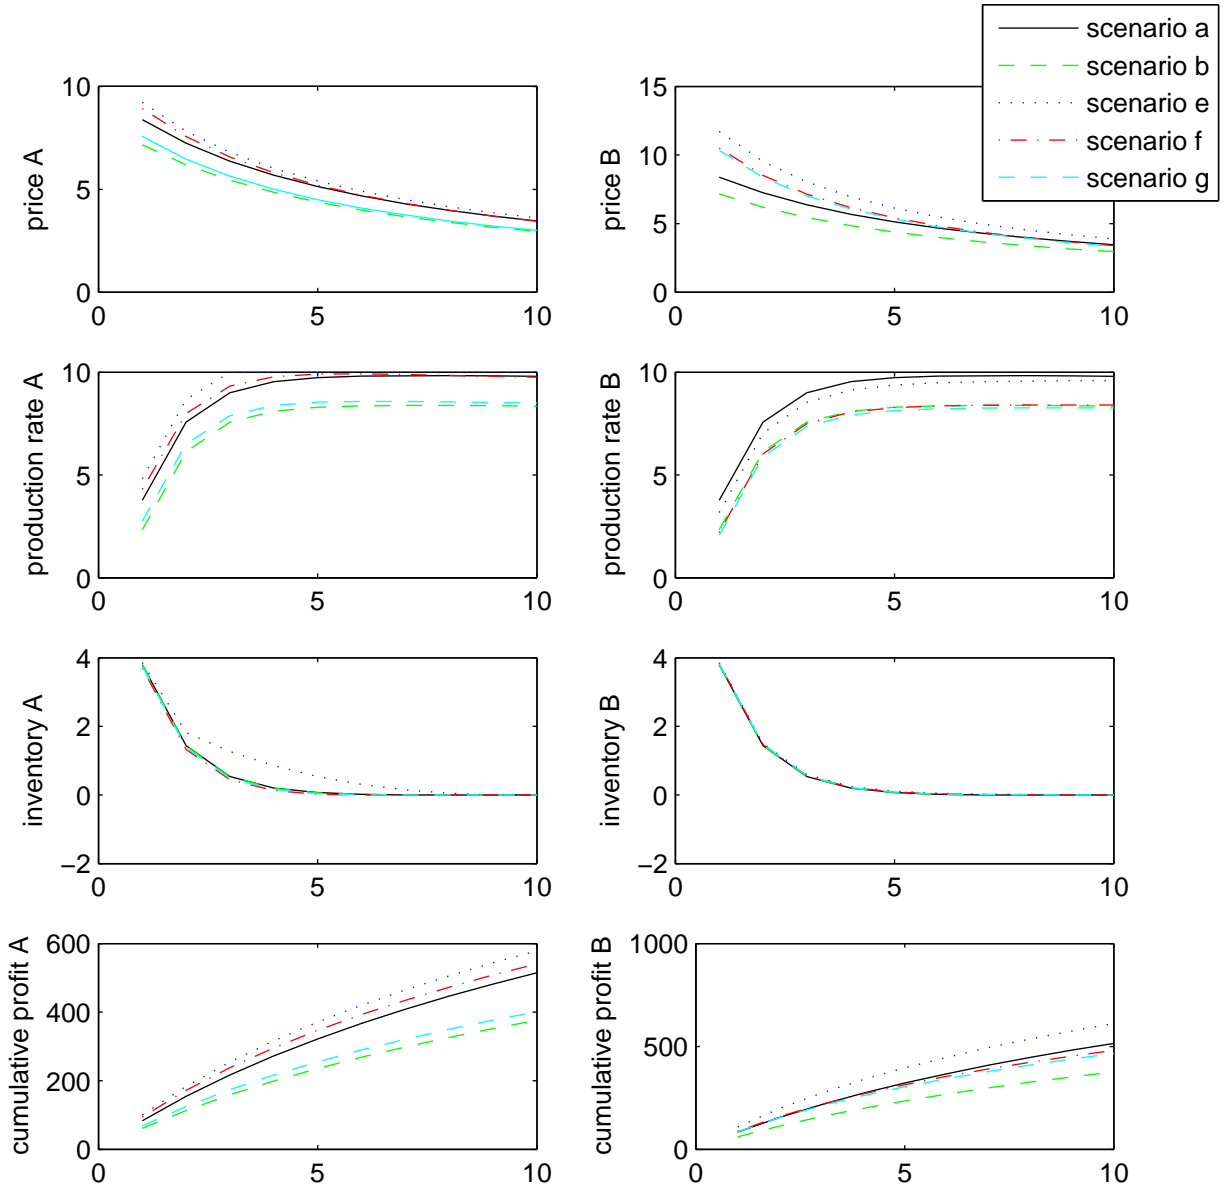 scenario a
scenario b
scenario e
scenario f
scenario g
price A
10
5
0
0 5 10
price B
15
10
5
0
0 5 10
production rate A
10
5
0
0 5 10
production rate B
10
5
0
0 5 10
inventory A
4
2
0
−2
0 5 10
inventory B
4
2
0
−2
0 5 10
cumulative profit A
600
400
200
0
0 5 10
cumulative profit B
1000
500
0
0 5 10